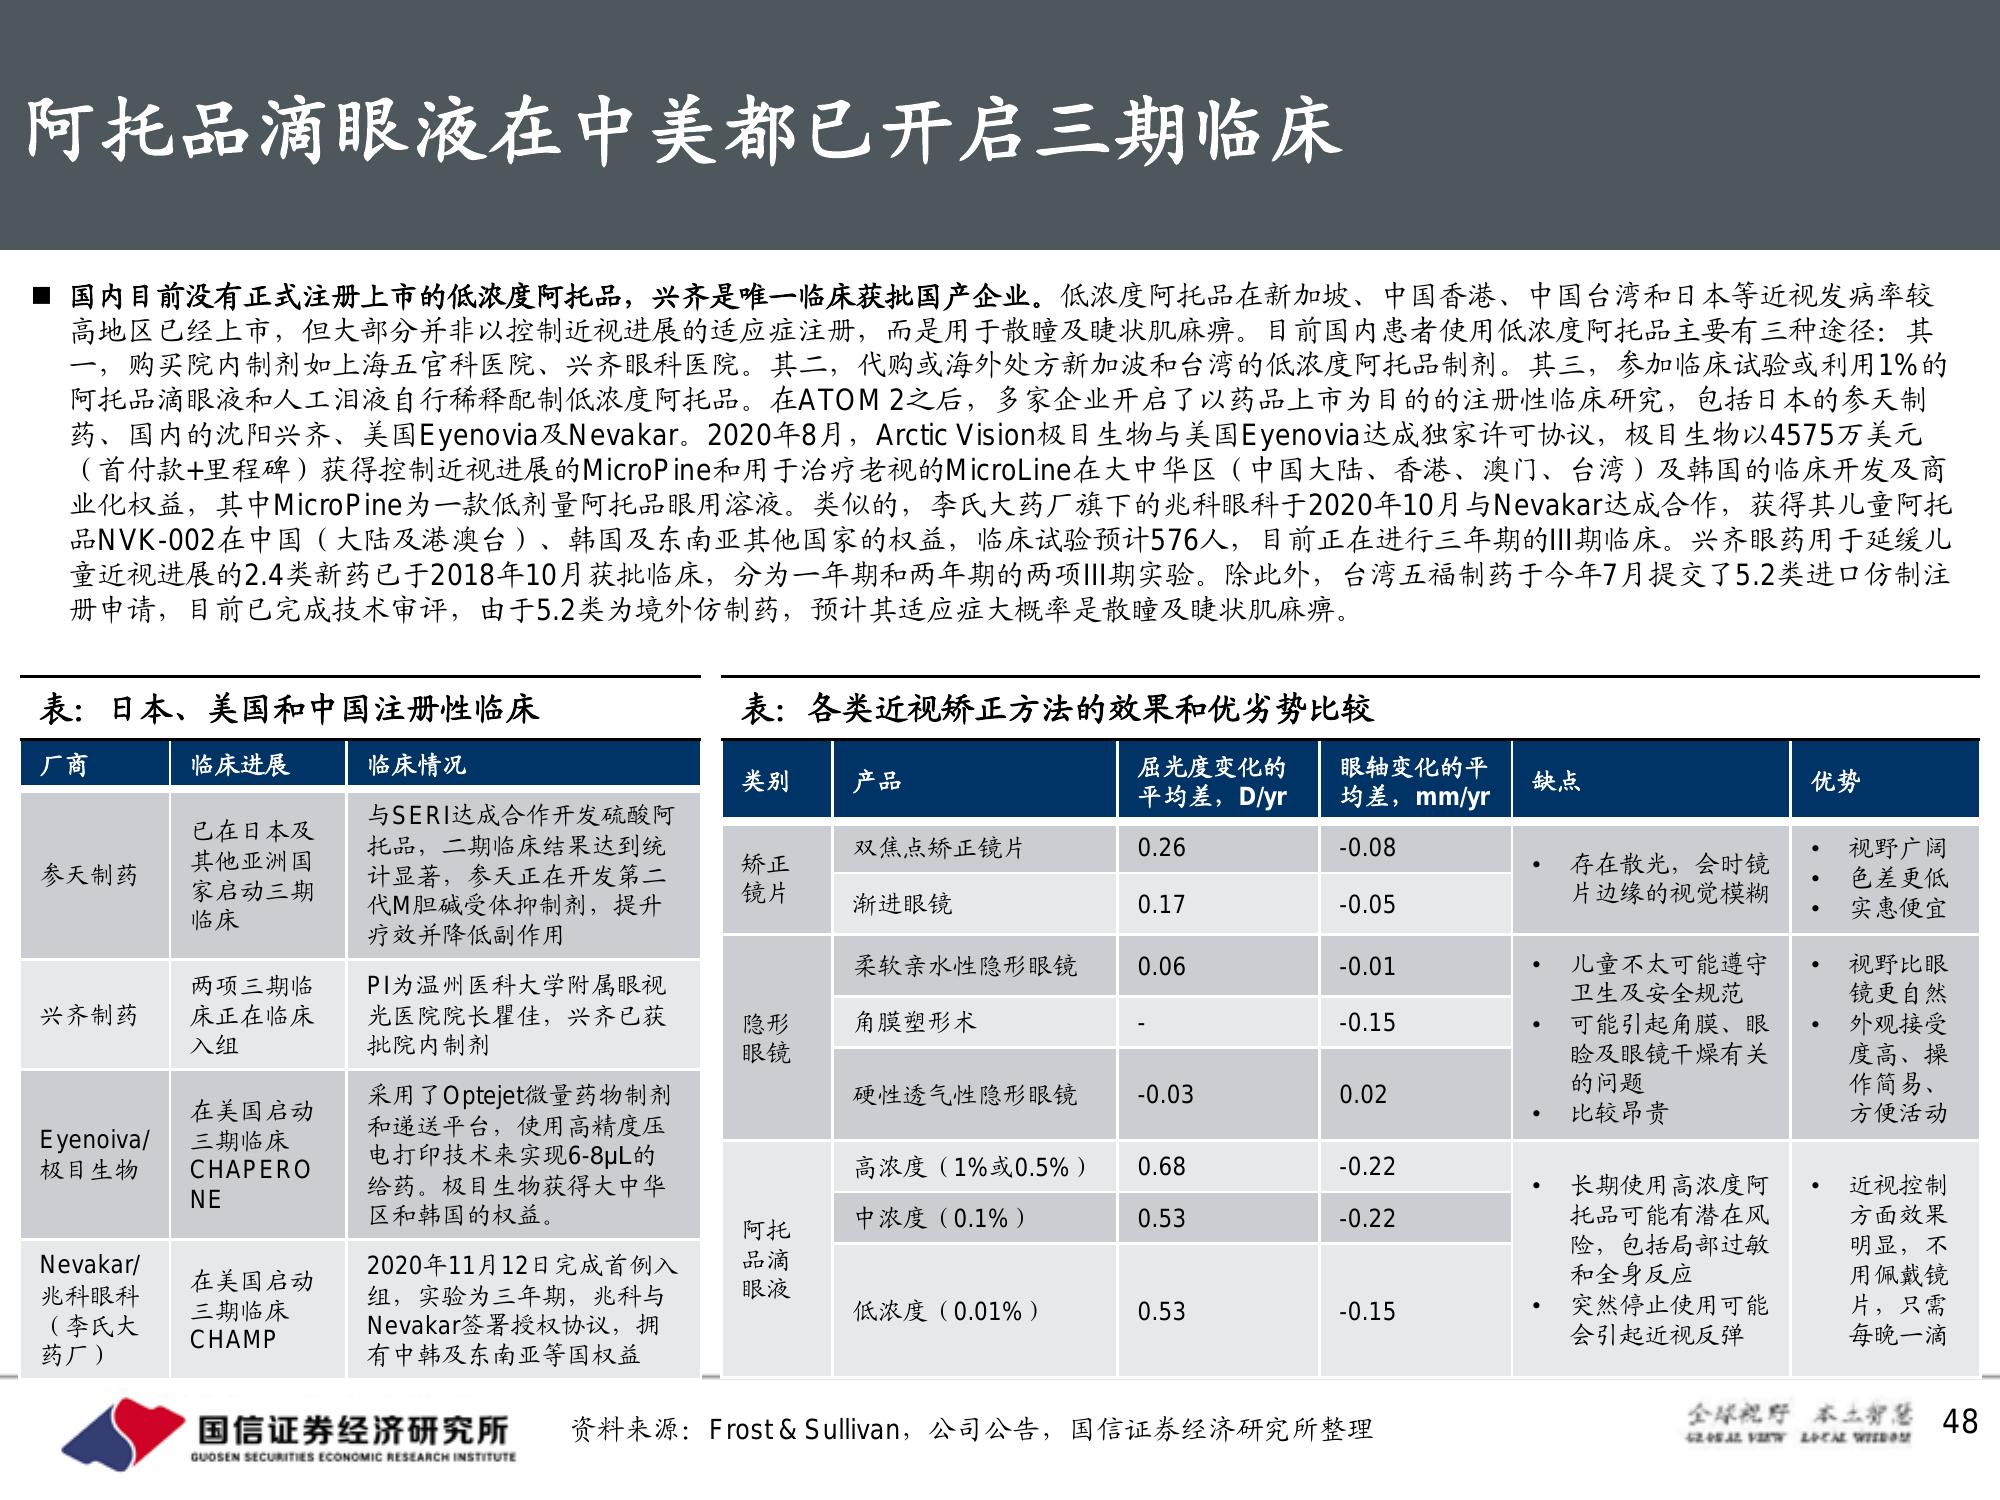 阿托品滴眼液在中美都已开启三期临床
■ 国内目前没有正式注册上市的低浓度阿托品，兴齐是唯一临床获批国产企业。低浓度阿托品在新加坡、中国香港、中国台湾和日本等近视发病率较
高地区已经上市，但大部分并非以控制近视进展的适应症注册，而是用于散瞳及睫状肌麻痹。目前国内患者使用低浓度阿托品主要有三种途径：其
一，购买院内制剂如上海五官科医院、兴齐眼科医院。其二，代购或海外处方新加波和台湾的低浓度阿托品制剂。其三，参加临床试验或利用1%的
阿托品滴眼液和人工泪液自行稀释配制低浓度阿托品。在ATOM 2之后，多家企业开启了以药品上市为目的的注册性临床研究，包括日本的参天制
药、国内的沈阳兴齐、美国Eyenovia及Nevakar。2020年8月，Arctic Vision极目生物与美国Eyenovia达成独家许可协议，极目生物以4575万美元
（首付款+里程碑）获得控制近视进展的MicroPine和用于治疗老视的MicroLine在大中华区（中国大陆、香港、澳门、台湾）及韩国的临床开发及商
业化权益，其中MicroPine为一款低剂量阿托品眼用溶液。类似的，李氏大药厂旗下的兆科眼科于2020年10月与Nevakar达成合作，获得其儿童阿托
品NVK-002在中国（大陆及港澳台）、韩国及东南亚其他国家的权益，临床试验预计576人，目前正在进行三年期的III期临床。兴齐眼药用于延缓儿
童近视进展的2.4类新药已于2018年10月获批临床，分为一年期和两年期的两项III期实验。除此外，台湾五福制药于今年7月提交了5.2类进口仿制注
册申请，目前已完成技术审评，由于5.2类为境外仿制药，预计其适应症大概率是散瞳及睫状肌麻痹。
表：日本、美国和中国注册性临床
厂商 临床进展 临床情况
参天制药
已在日本及
其他亚洲国
家启动三期
临床
与SERI达成合作开发硫酸阿
托品，二期临床结果达到统
计显著，参天正在开发第二
代M胆碱受体抑制剂，提升
疗效并降低副作用
兴齐制药
两项三期临
床正在临床
入组
PI为温州医科大学附属眼视
光医院院长瞿佳，兴齐已获
批院内制剂
Eyenoiva/
极目生物
在美国启动
三期临床
CHAPERO
NE
采用了Optejet微量药物制剂
和递送平台，使用高精度压
电打印技术来实现6-8μL的
给药。极目生物获得大中华
区和韩国的权益。
Nevakar/
兆科眼科
（李氏大
药厂）
在美国启动
三期临床
CHAMP
2020年11月12日完成首例入
组，实验为三年期，兆科与
Nevakar签署授权协议，拥
有中韩及东南亚等国权益
表：各类近视矫正方法的效果和优劣势比较
类别
产品
屈光度变化的
平均差，D/yr
眼轴变化的平
均差，mm/yr
缺点
优势
矫正
镜片
双焦点矫正镜片 0.26 -0.08
渐进眼镜 0.17 -0.05
• 存在散光，会时镜
片边缘的视觉模糊
• 视野广阔
• 色差更低
• 实惠便宜
隐形
眼镜
柔软亲水性隐形眼镜 0.06 -0.01
角膜塑形术 - -0.15
硬性透气性隐形眼镜 -0.03 0.02
• 儿童不太可能遵守
卫生及安全规范
• 可能引起角膜、眼
睑及眼镜干燥有关
的问题
• 比较昂贵
• 视野比眼
镜更自然
• 外观接受
度高、操
作简易、
方便活动
阿托
品滴
眼液
高浓度（1%或0.5%） 0.68 -0.22
中浓度（0.1%） 0.53 -0.22
低浓度（0.01%） 0.53 -0.15
• 长期使用高浓度阿
托品可能有潜在风
险，包括局部过敏
和全身反应
• 突然停止使用可能
会引起近视反弹
• 近视控制
方面效果
明显，不
用佩戴镜
片，只需
每晚一滴
国信证券经济研究所
GUOSEN SECURITIES ECONOMIC RESEARCH INSTITUTE
资料来源：Frost & Sullivan，公司公告，国信证券经济研究所整理
全球视野 本土智慧
GLOBAL VIEW LOCAL WISDOM
48